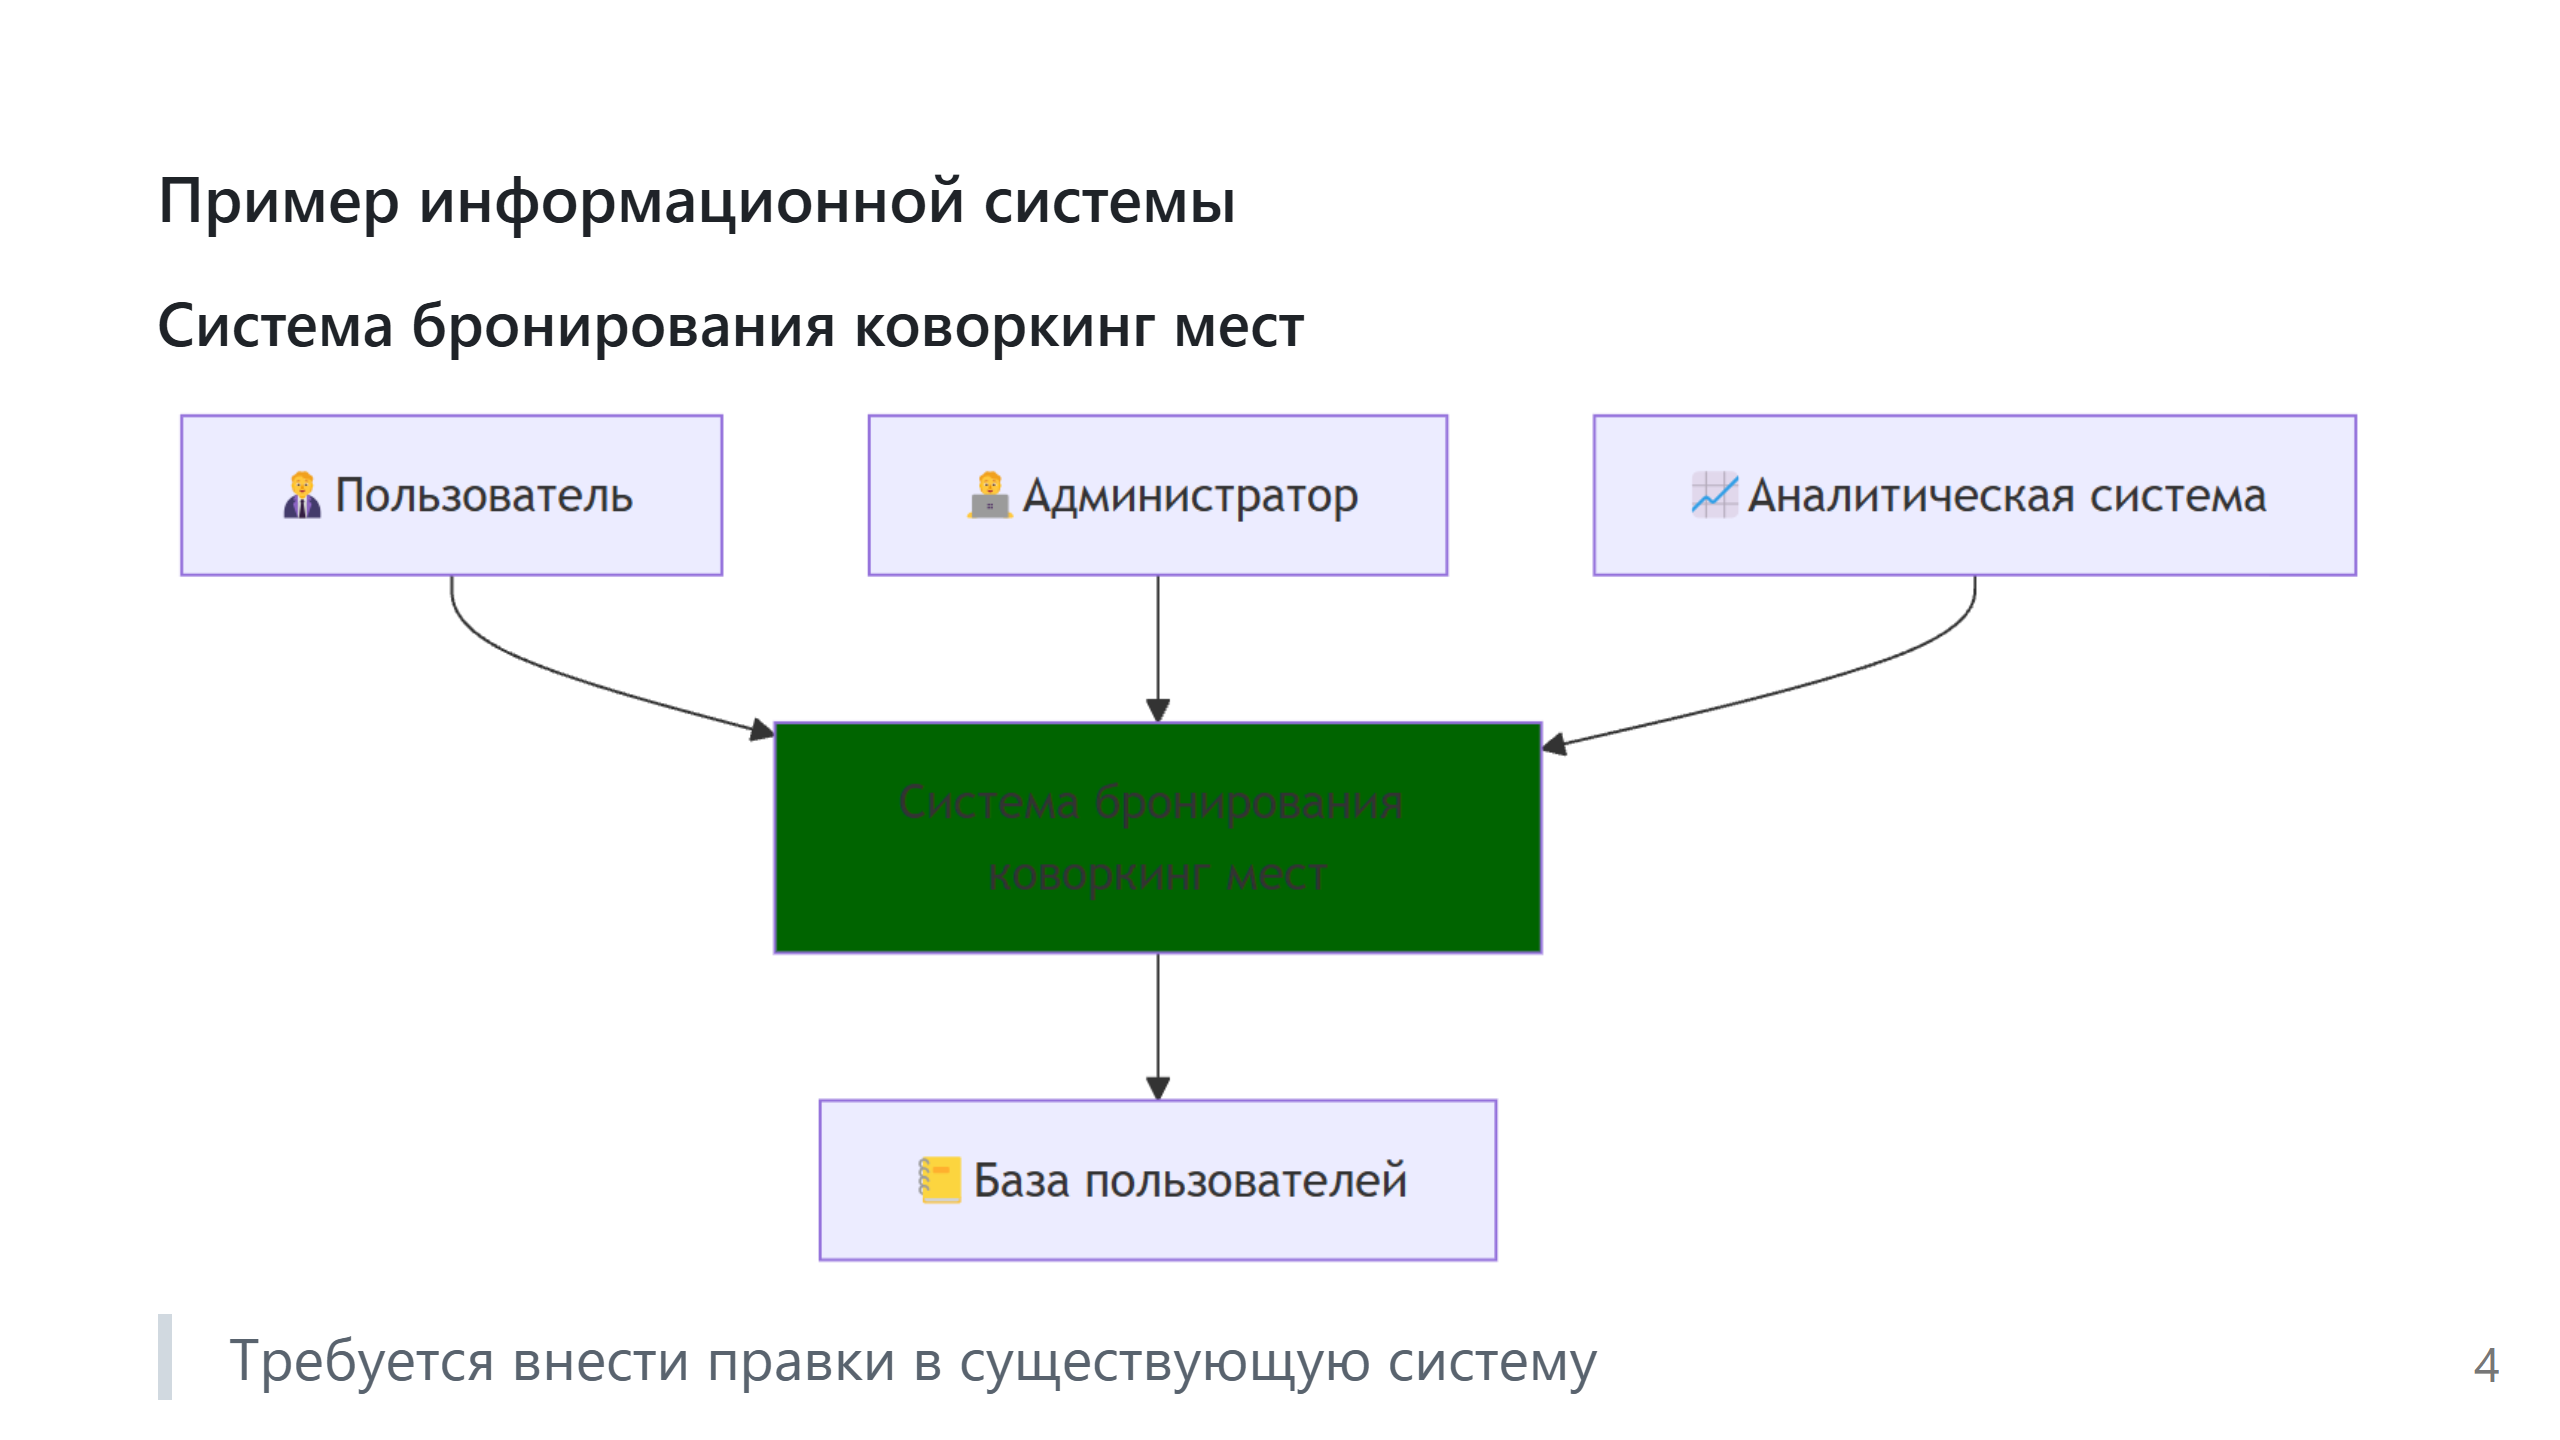 Пример информационной системы
Система бронирования коворкинг мест
Пользователь
Администратор
Аналитическая система
Система бронирования
коворкинг мест
База пользователей
Требуется внести правки в существующую систему
4